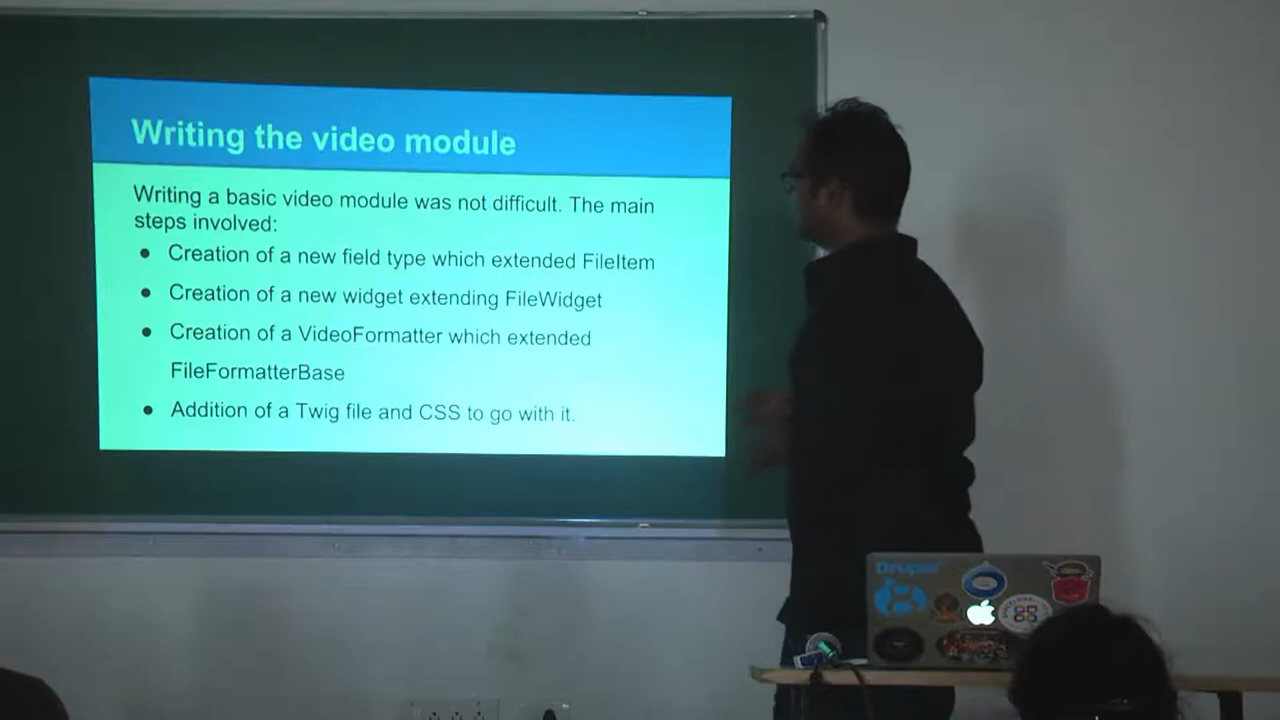 Writing the video module
Writing a basic video module was not difficult. The main
steps involved:
● Creation of a new field type which extended FileItem
● Creation of a new widget extending FileWidget
● Creation of a VideoFormatter which extended
FileFormatterBase
● Addition of a Twig file and CSS to go with it.
Drupal